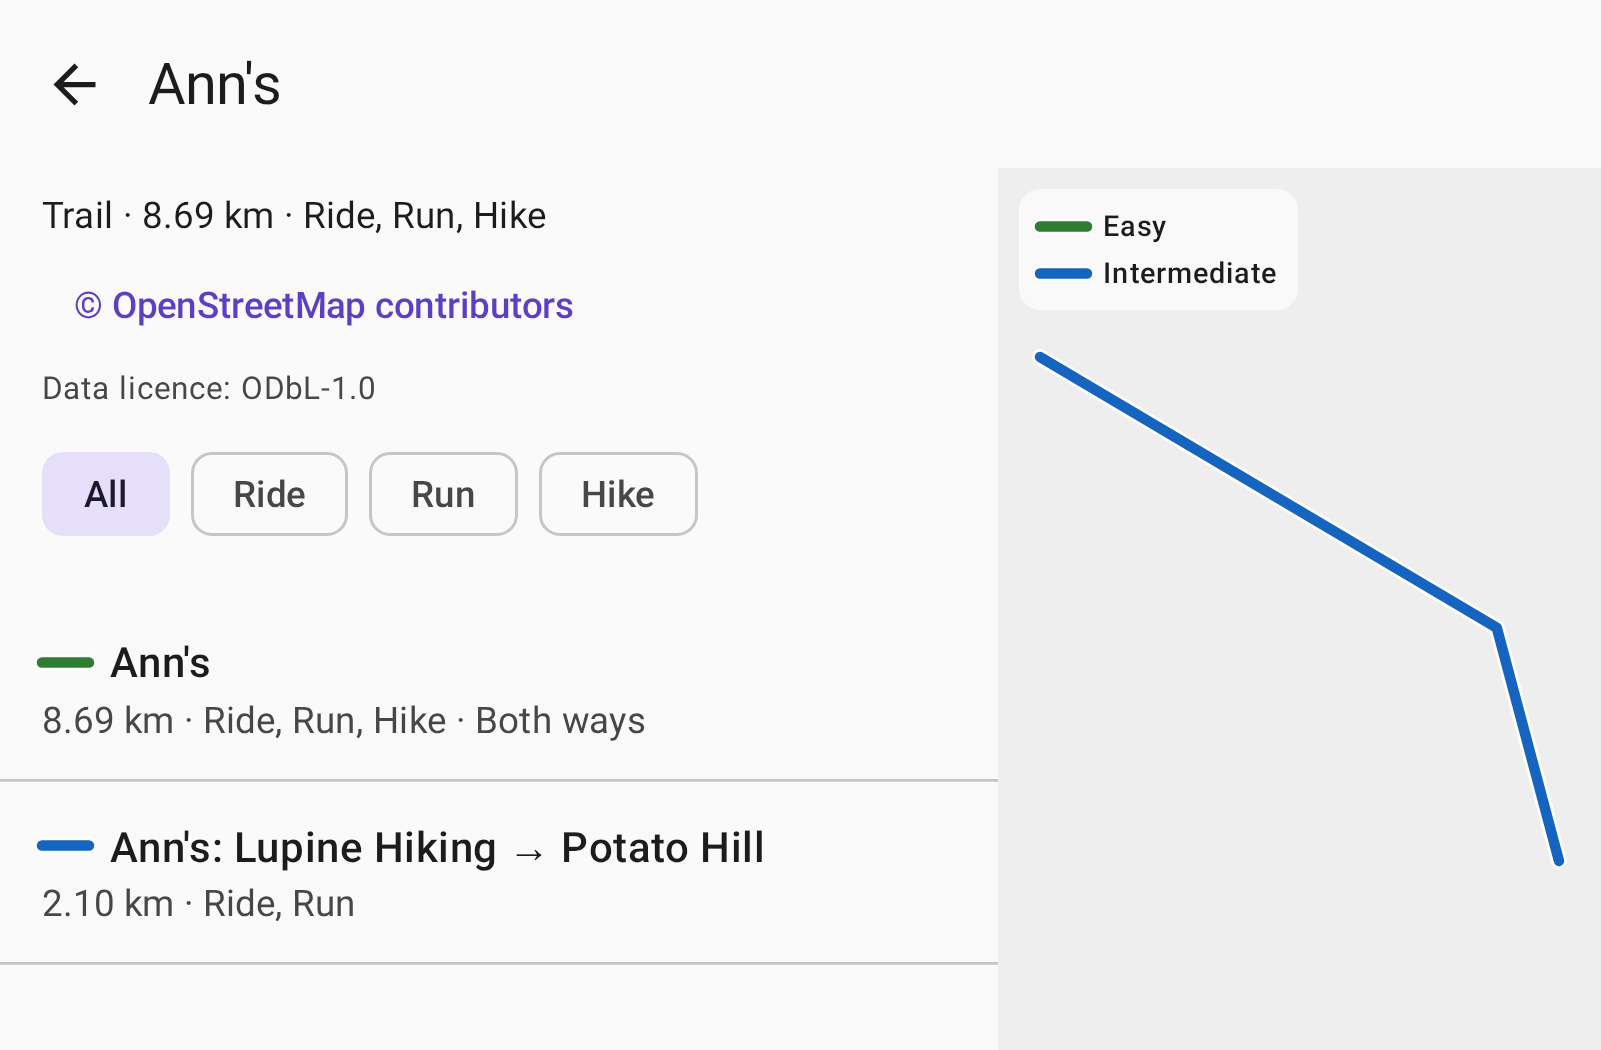 Ann's
Trail · 8.69 km · Ride, Run, Hike
© OpenStreetMap contributors
Data licence: ODbL-1.0
All
Ride
Run
Hike
Ann's
8.69 km · Ride, Run, Hike · Both ways
Ann's: Lupine Hiking → Potato Hill
2.10 km · Ride, Run
Easy
Intermediate